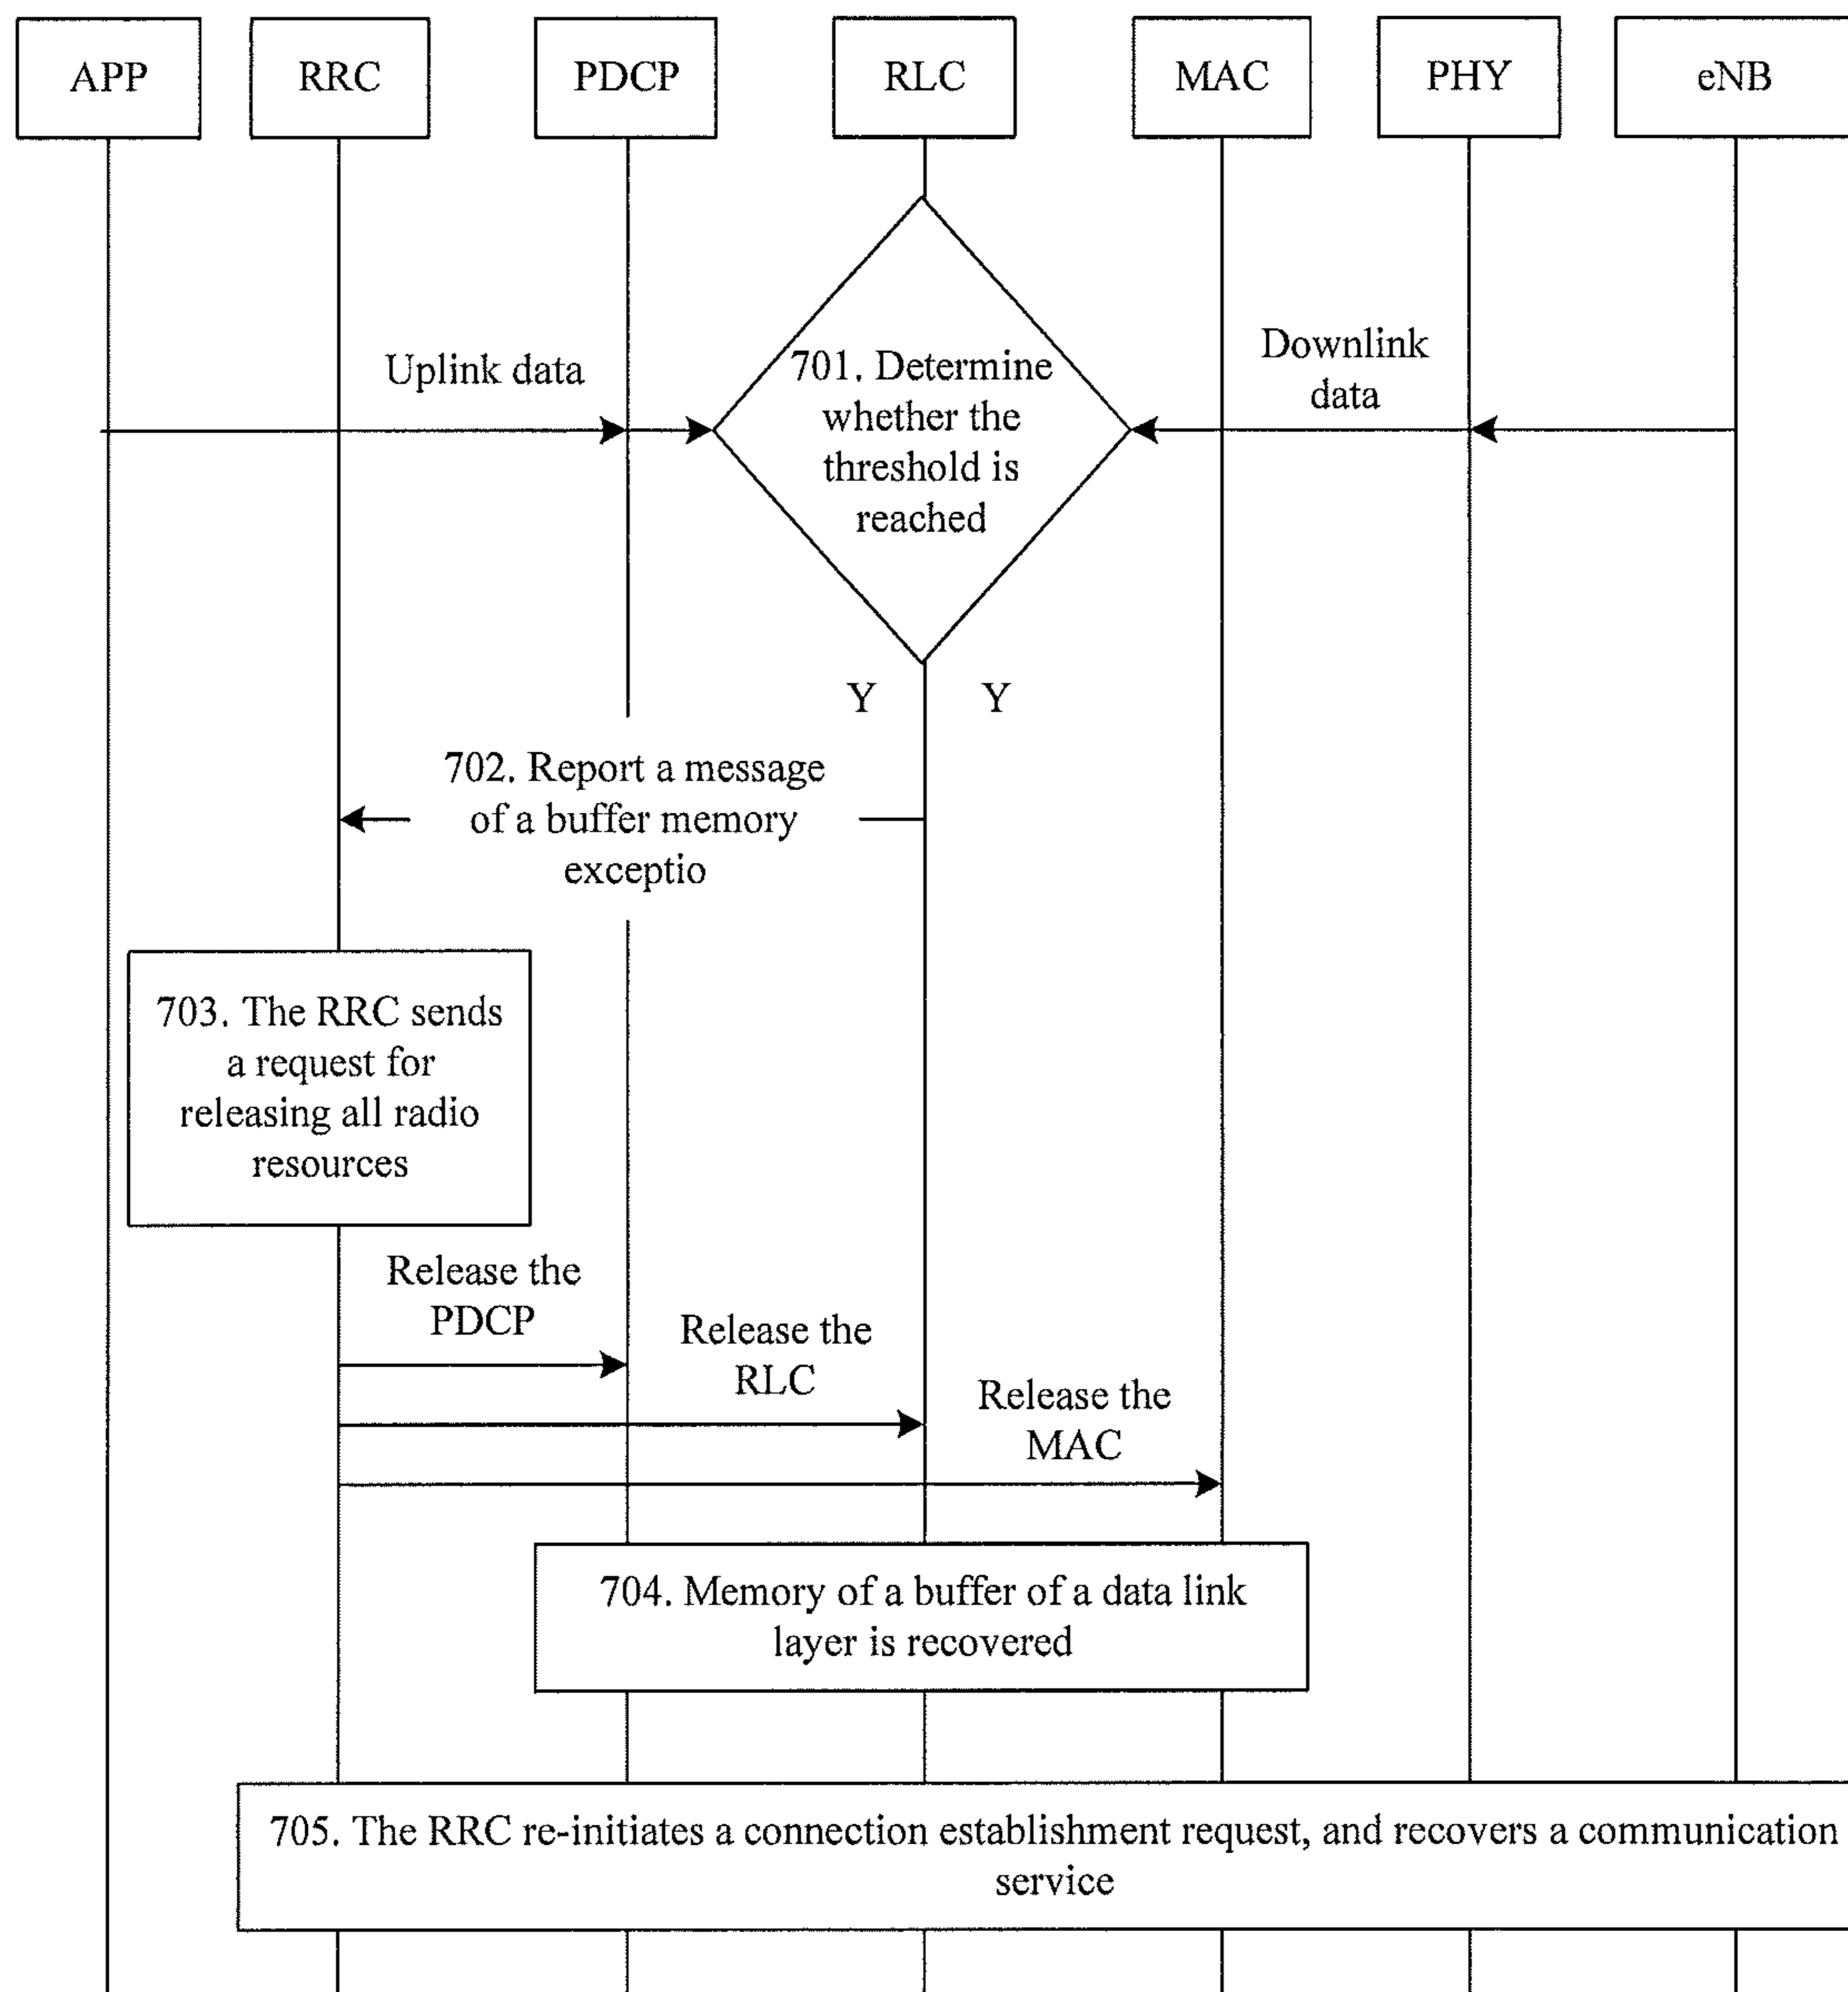 APP
RRC
PDCP
RLC
MAC
PHY
eNB
Uplink data
701. Determine
whether the
threshold is
reached
Downlink
data
Y
Y
702. Report a message
of a buffer memory
exceptio
703. The RRC sends
a request for
releasing all radio
resources
Release the
PDCP
Release the
RLC
Release the
MAC
704. Memory of a buffer of a data link
layer is recovered
705. The RRC re-initiates a connection establishment request, and recovers a communication
service